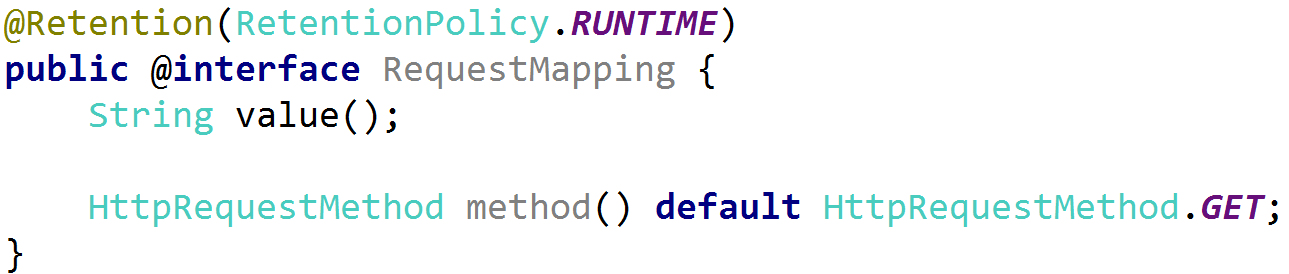 @Retention(RetentionPolicy.RUNTIME)
public @interface RequestMapping {
    String value();

    HttpRequestMethod method() default HttpRequestMethod.GET;
}